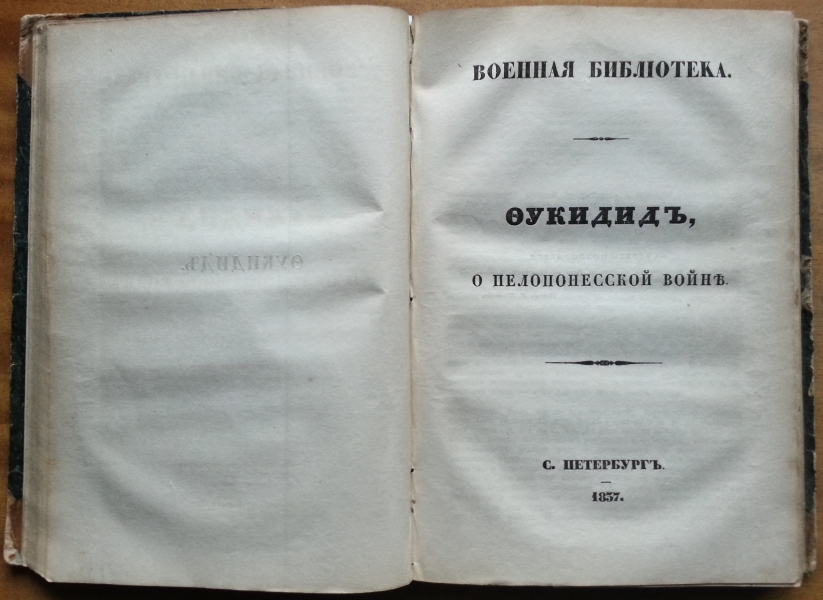 ВОЕННАЯ БИБЛІОТЕКА.
ѲУКИДИДЪ,
О ПЕЛОПОНЕССКОЙ ВОЙНѢ.
С. ПЕТЕРБУРГЪ.
1837.